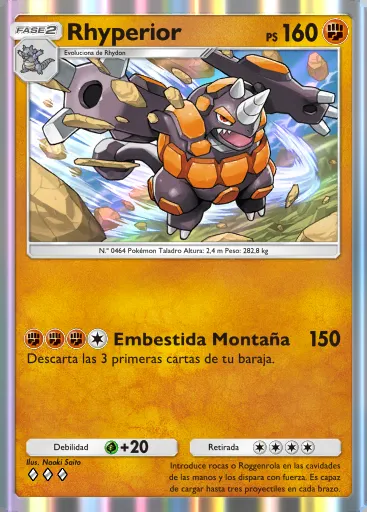 FASE 2
Rhyperior
PS 160
Evoluciona de Rhydon
N.º 0464 Pokémon Taladro Altura: 2,4 m Peso: 282,8 kg
Embestida Montaña 150
Descarta las 3 primeras cartas de tu baraja.
Debilidad +20
Retirada
Ilus. Naoki Saito
Introduce rocas o Roggenrola en las cavidades
de las manos y los dispara con fuerza. Es capaz
de cargar hasta tres proyectiles en cada brazo.